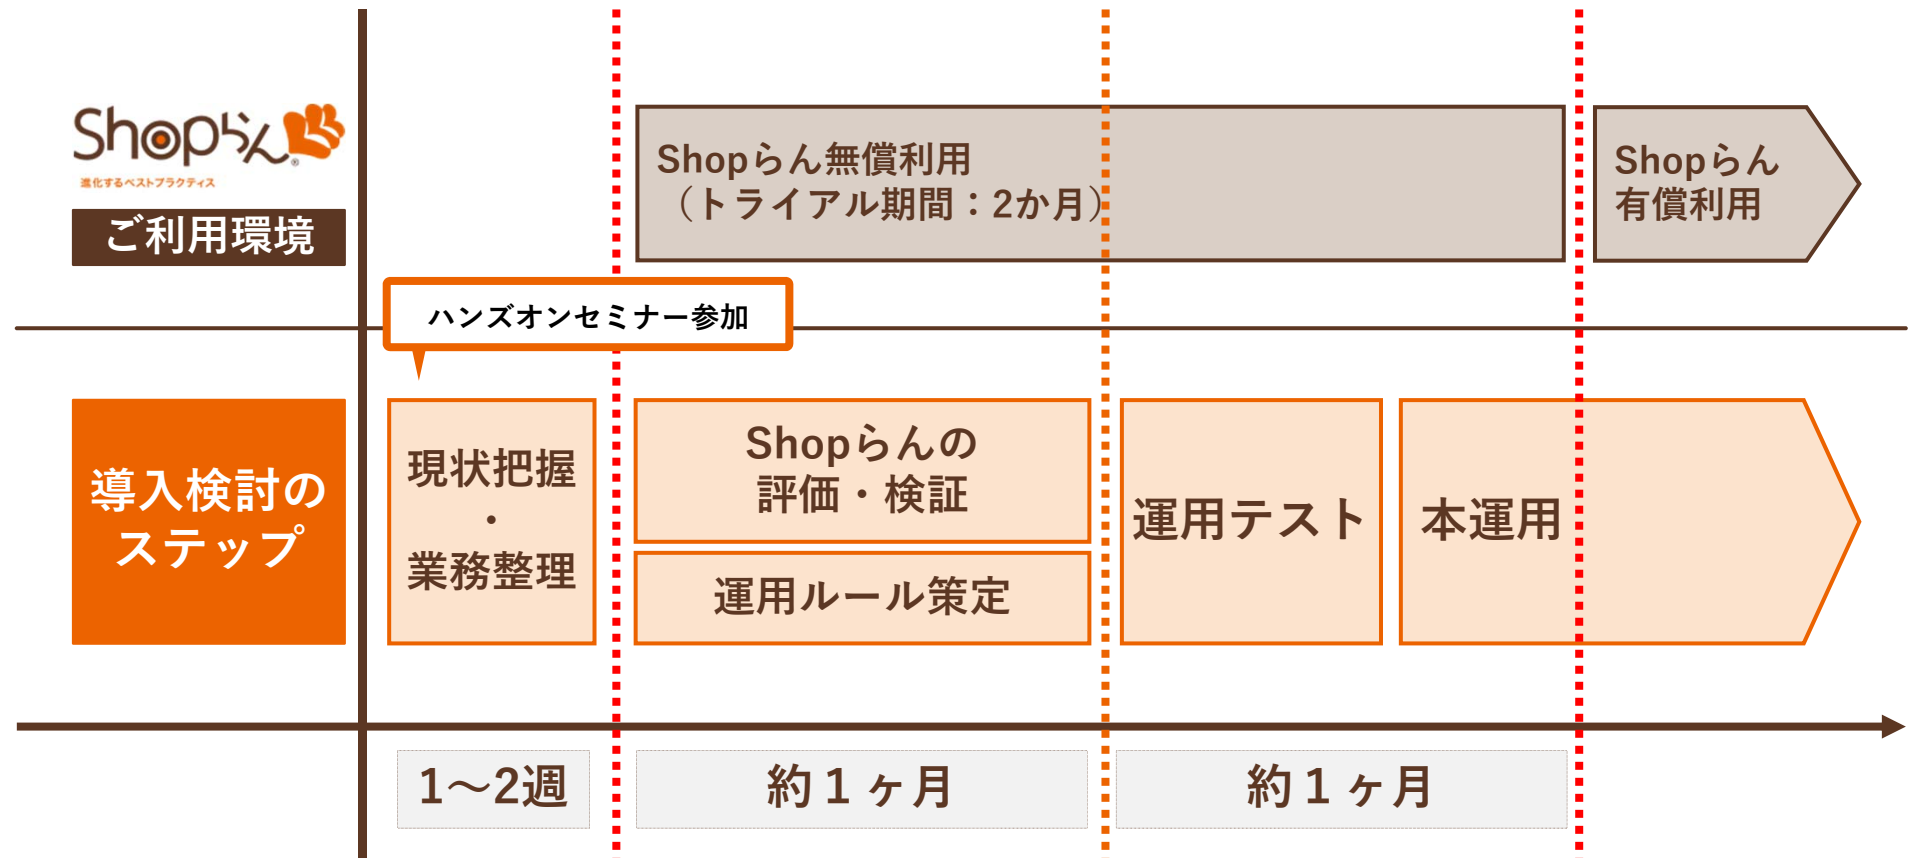 Shopらん®
進化するベストプラクティス
ご利用環境
Shopらん無償利用
（トライアル期間：2か月）
Shopらん
有償利用
ハンズオンセミナー参加
導入検討の
ステップ
現状把握
・
業務整理
Shopらんの
評価・検証
運用ルール策定
運用テスト
本運用
1～2週
約１ヶ月
約１ヶ月